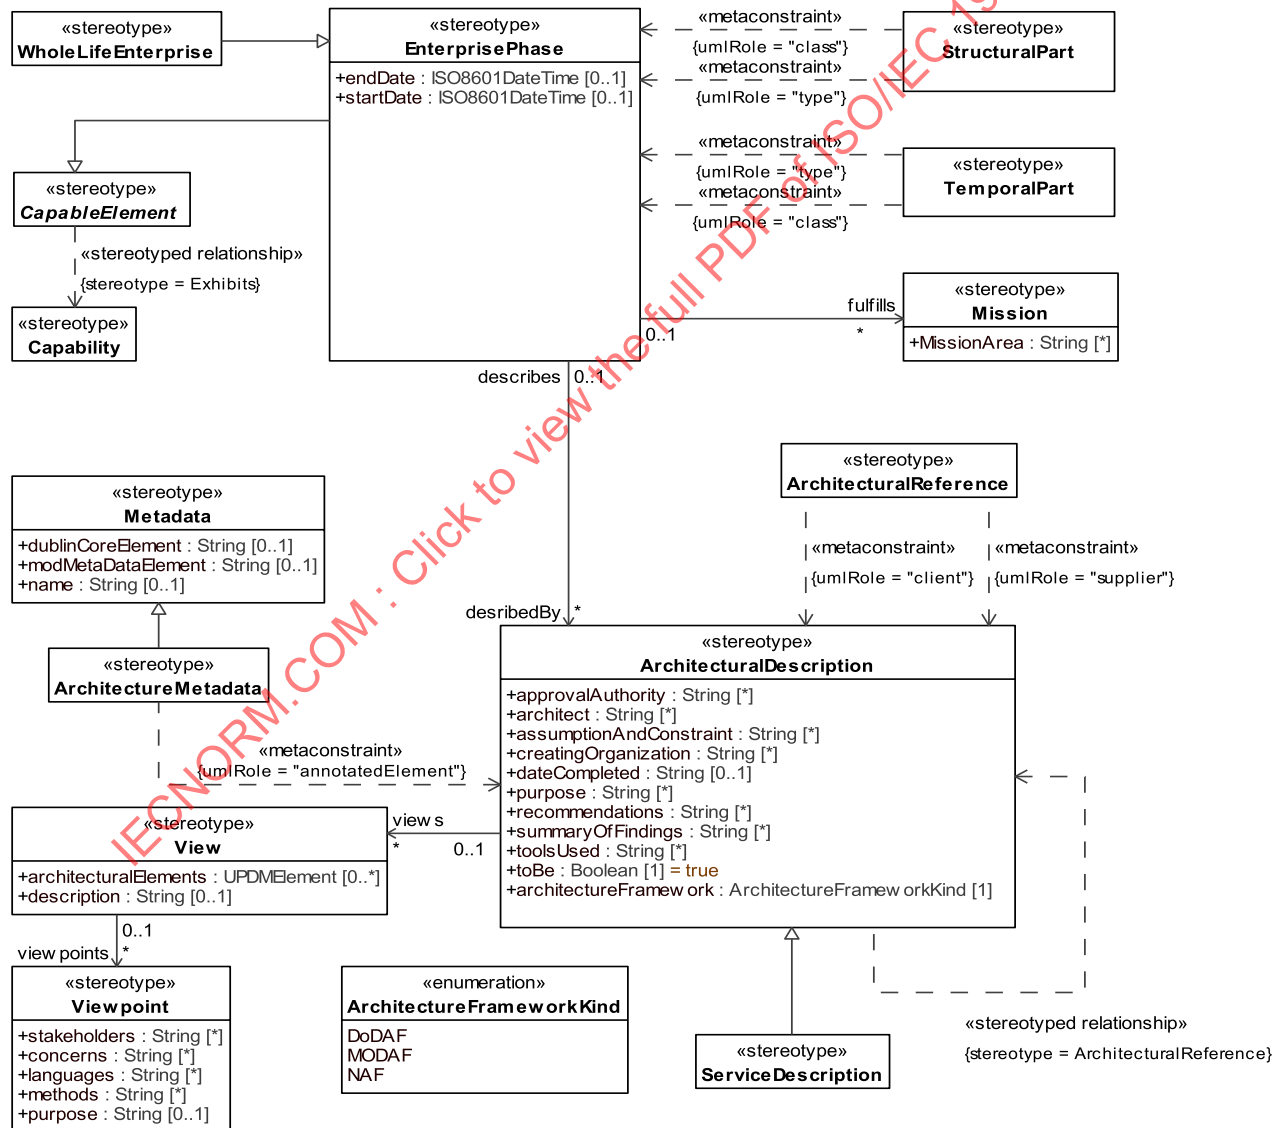 «stereotype»
WholeLifeEnterprise
«stereotype»
EnterprisePhase
+endDate : ISO8601DateTime [0..1]
+startDate : ISO8601DateTime [0..1]
«metaconstraint»
{umlRole = "class"}
«metaconstraint»
{umlRole = "type"}
«stereotype»
StructuralPart
«metaconstraint»
{umlRole = "type"}
«metaconstraint»
{umlRole = "class"}
«stereotype»
TemporalPart
«stereotype»
CapableElement
«stereotyped relationship»
{stereotype = Exhibits}
«stereotype»
Capability
fulfills
0..1
*
«stereotype»
Mission
+MissionArea : String [*]
describes
0..1
«stereotype»
ArchitecturalReference
«metaconstraint»
{umlRole = "client"}
«metaconstraint»
{umlRole = "supplier"}
«stereotype»
Metadata
+dublinCoreElement : String [0..1]
+modMetaDataElement : String [0..1]
+name : String [0..1]
«stereotype»
ArchitectureMetadata
«metaconstraint»
{umlRole = "annotatedElement"}
desribedBy
*
«stereotype»
ArchitecturalDescription
+approvalAuthority : String [*]
+architect : String [*]
+assumptionAndConstraint : String [*]
+creatingOrganization : String [*]
+dateCompleted : String [0..1]
+purpose : String [*]
+recommendations : String [*]
+summaryOfFindings : String [*]
+toolsUsed : String [*]
+toBe : Boolean [1] = true
+architectureFramework : ArchitectureFrameworkKind [1]
views
*
0..1
«stereotype»
View
+architecturalElements : UPDMElement [0..*]
+description : String [0..1]
0..1
viewpoints
*
«stereotype»
Viewpoint
+stakeholders : String [*]
+concerns : String [*]
+languages : String [*]
+methods : String [*]
+purpose : String [0..1]
«enumeration»
ArchitectureFrameworkKind
DoDAF
MODAF
NAF
«stereotype»
ServiceDescription
«stereotyped relationship»
{stereotype = ArchitecturalReference}
IECNORM.COM : Click to view the full PDF of ISO/IEC 19